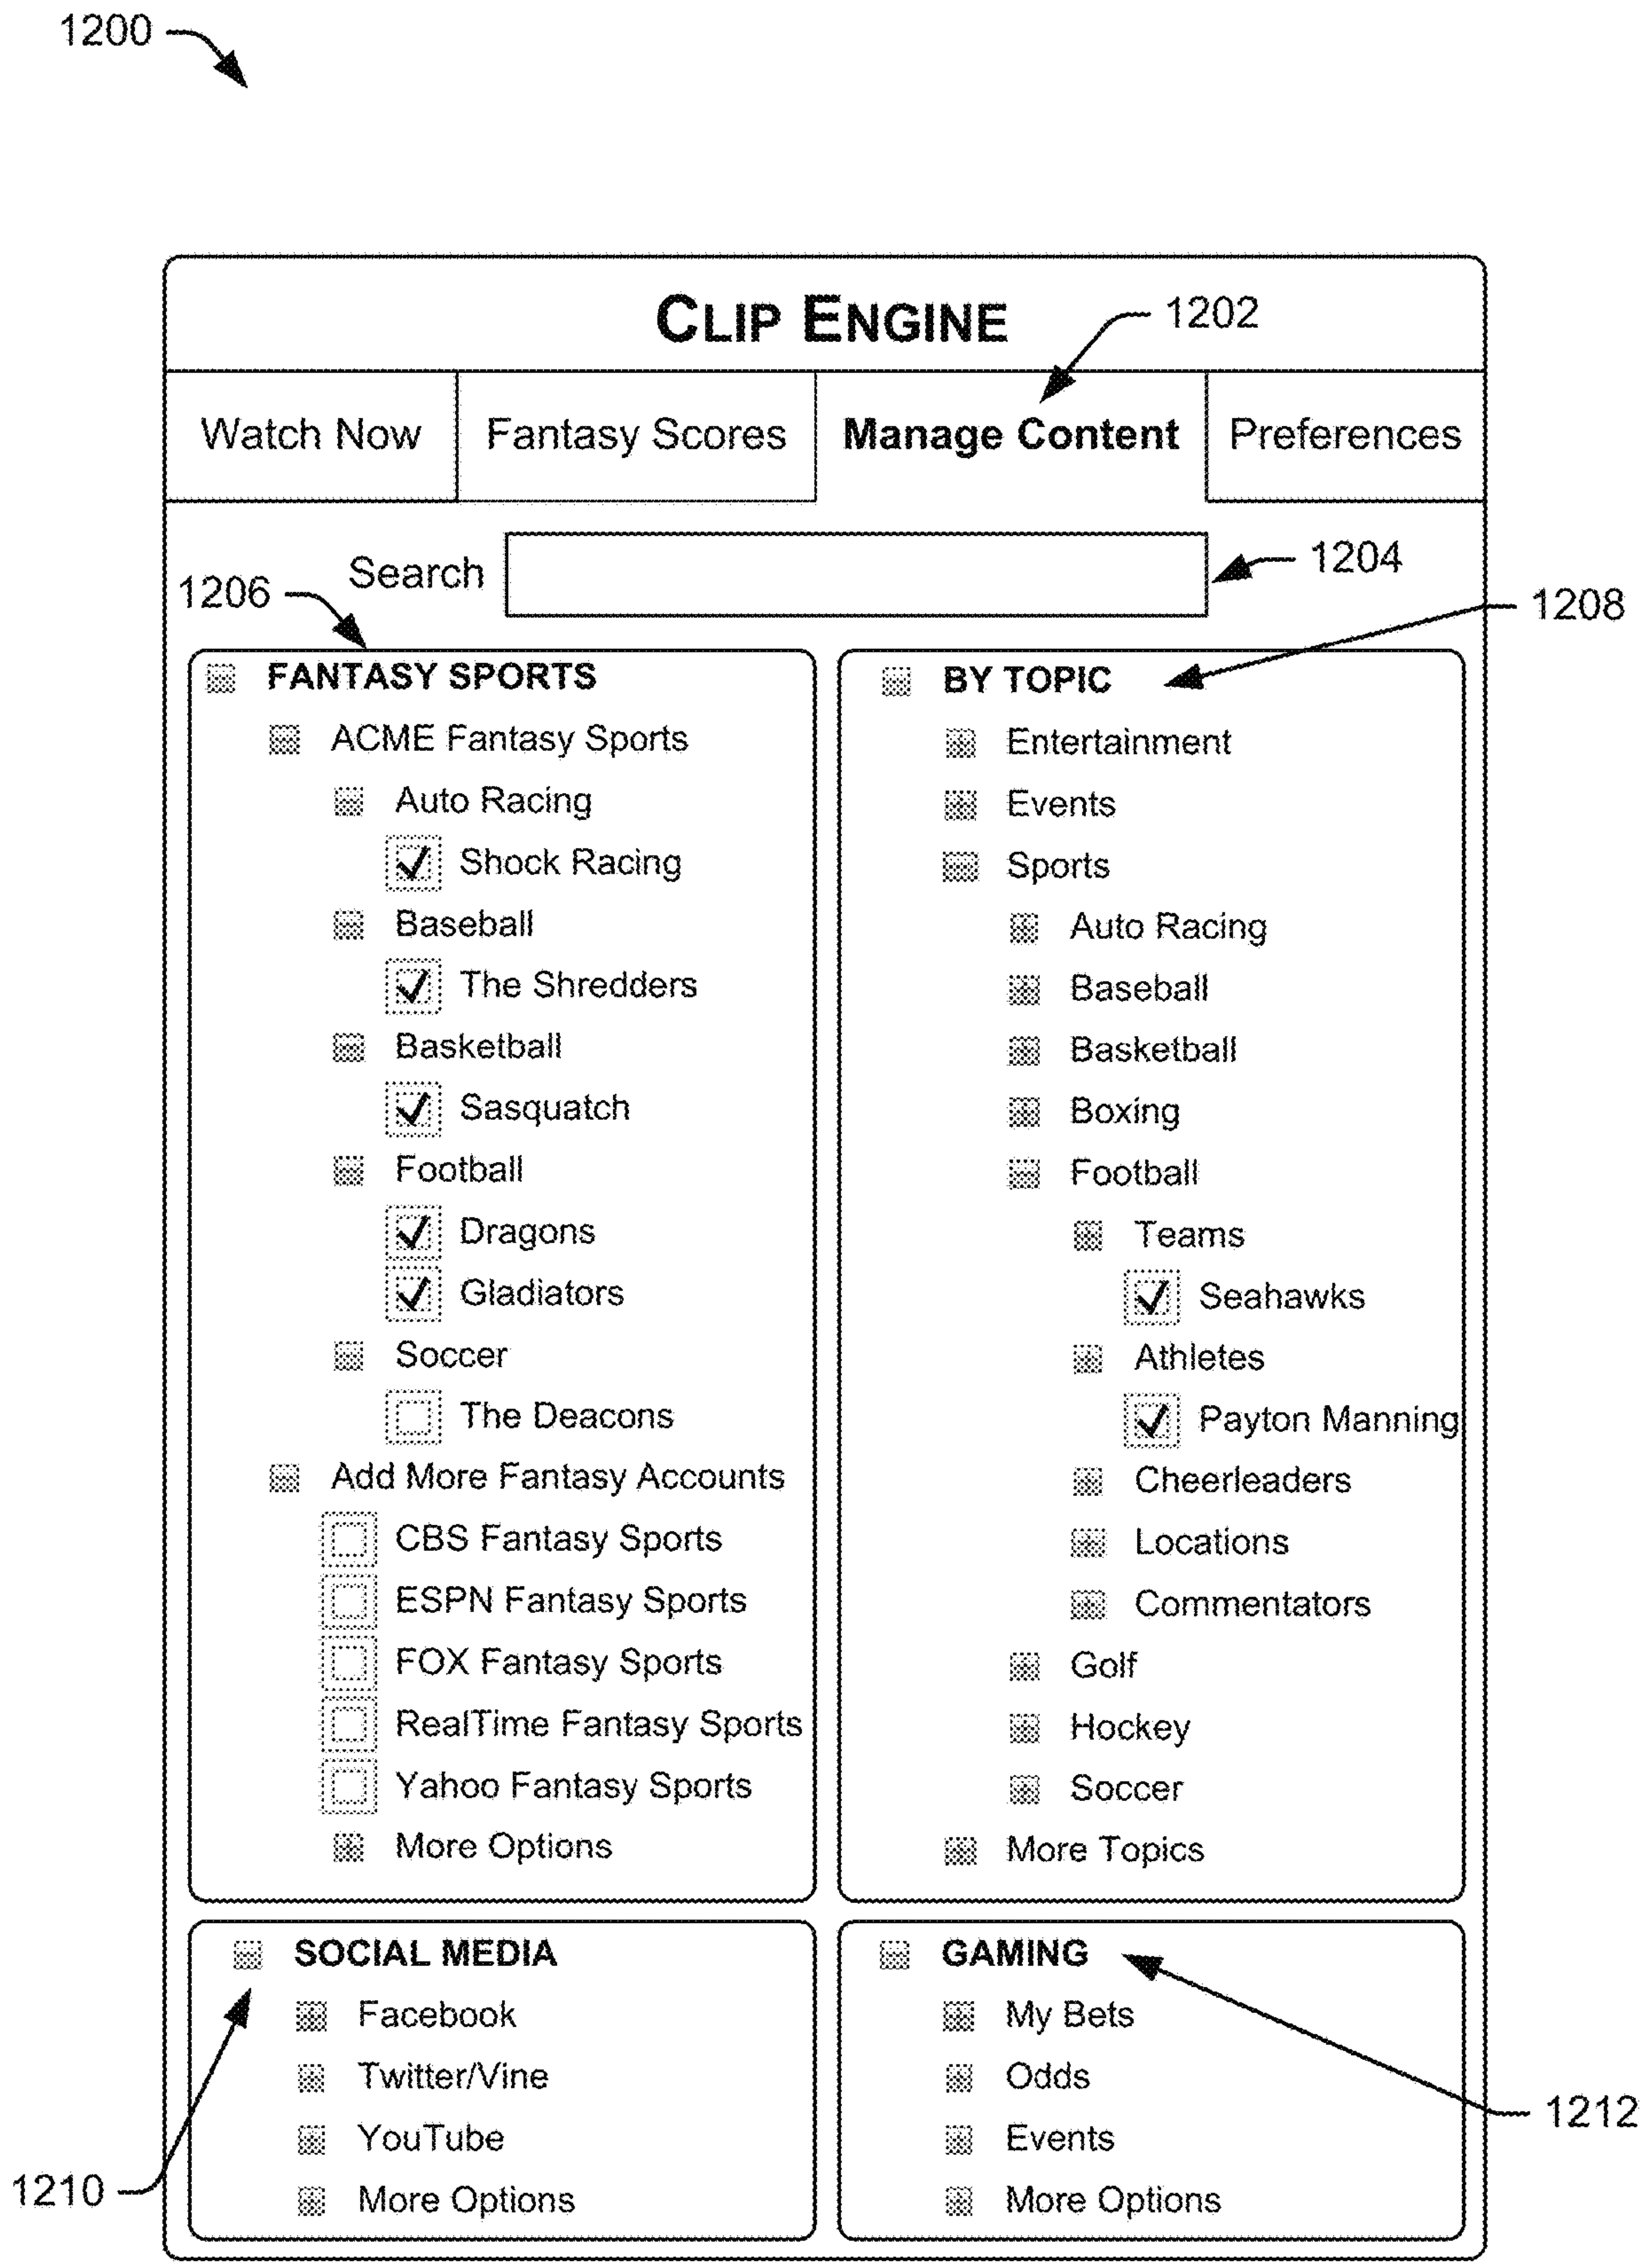 1200
CLIP ENGINE
1202
Watch Now
Fantasy Scores
Manage Content
Preferences
Search
1204
1206
1208
FANTASY SPORTS
ACME Fantasy Sports
Auto Racing
Shock Racing
Baseball
The Shredders
Basketball
Sasquatch
Football
Dragons
Gladiators
Soccer
The Deacons
Add More Fantasy Accounts
CBS Fantasy Sports
ESPN Fantasy Sports
FOX Fantasy Sports
RealTime Fantasy Sports
Yahoo Fantasy Sports
More Options
BY TOPIC
Entertainment
Events
Sports
Auto Racing
Baseball
Basketball
Boxing
Football
Teams
Seahawks
Athletes
Payton Manning
Cheerleaders
Locations
Commentators
Golf
Hockey
Soccer
More Topics
SOCIAL MEDIA
Facebook
Twitter/Vine
YouTube
More Options
1210
GAMING
My Bets
Odds
Events
More Options
1212